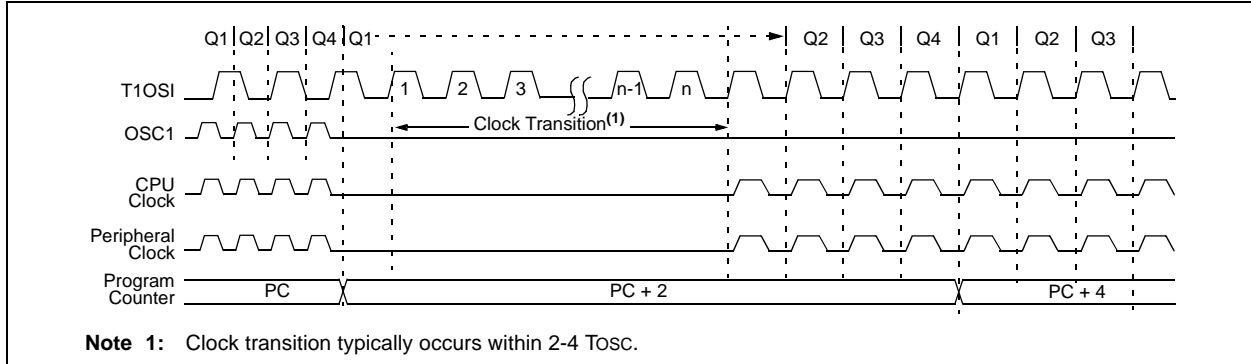 Q1 Q2 Q3 Q4 Q1 Q2 Q3 Q4 Q1 Q2 Q3
T1OSI 1 2 3 n-1 n
Clock Transition(1)
OSC1
CPU
Clock
Peripheral
Clock
Program
Counter
PC PC + 2 PC + 4
Note 1: Clock transition typically occurs within 2-4 TOSC.